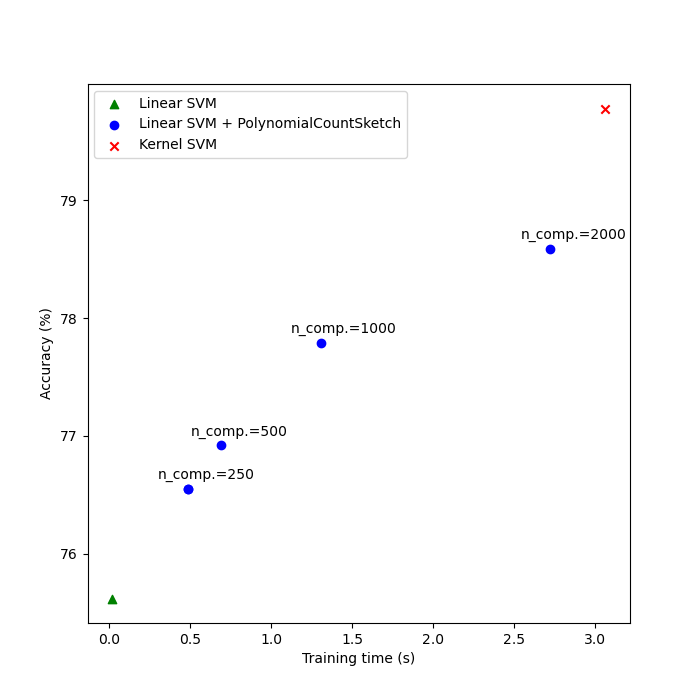 Linear SVM
Linear SVM + PolynomialCountSketch
Kernel SVM
79
n_comp.=2000
78
n_comp.=1000
Accuracy (%)
77
n_comp.=500
n_comp.=250
76
0.0 0.5 1.0 1.5 2.0 2.5 3.0
Training time (s)